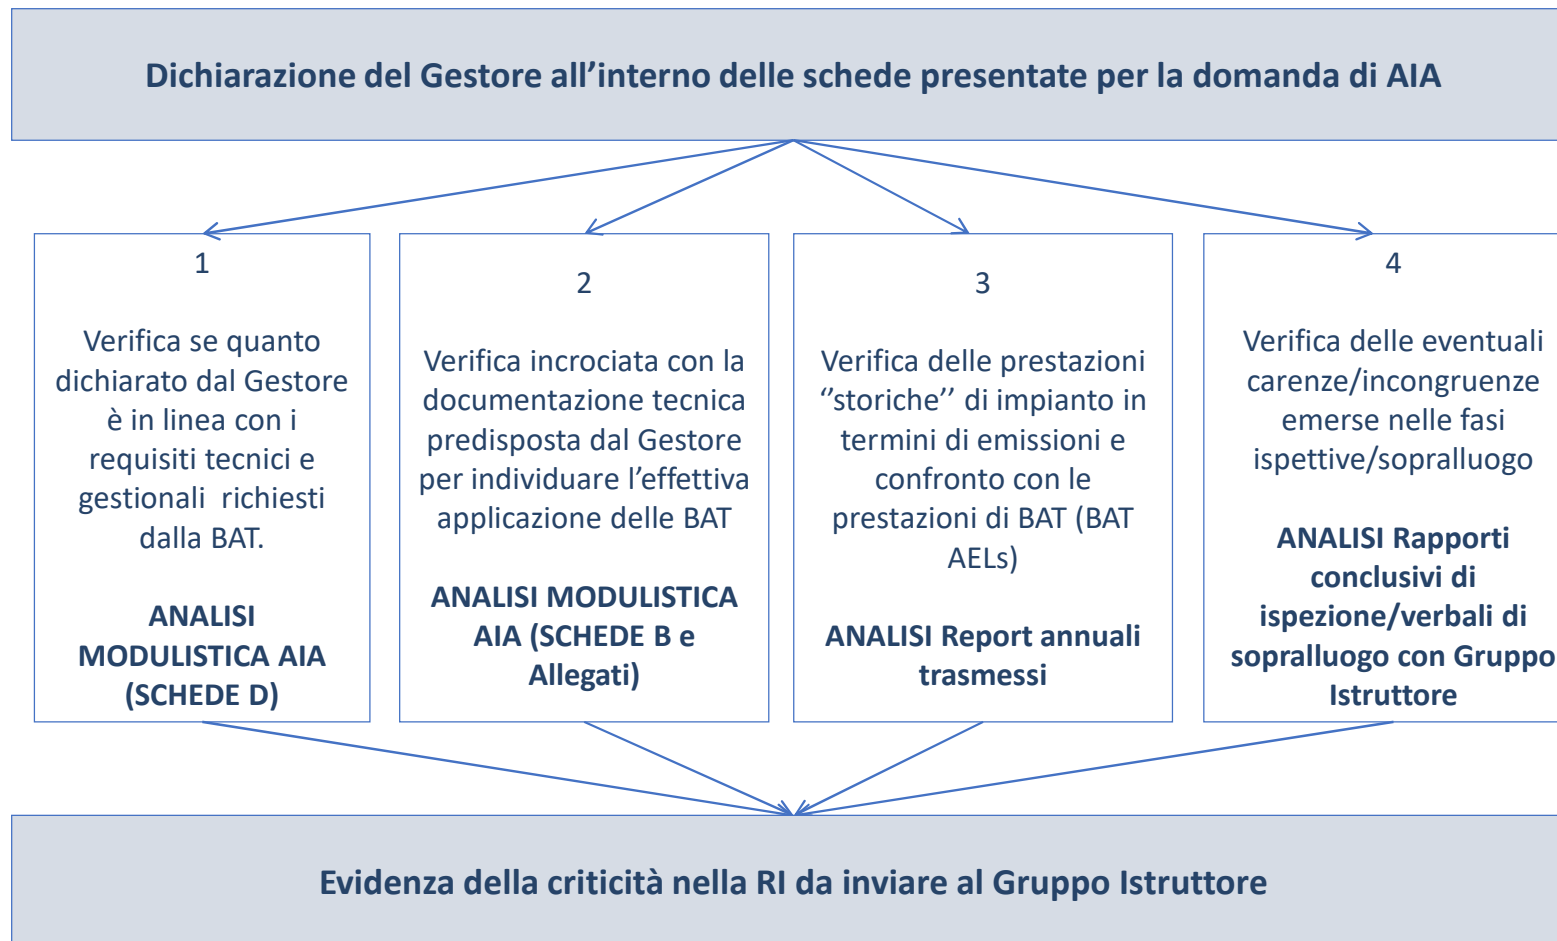 Dichiarazione del Gestore all’interno delle schede presentate per la domanda di AIA
1
Verifica se quanto
dichiarato dal Gestore
è in linea con i
requisiti tecnici e
gestionali richiesti
dalla BAT.
ANALISI
MODULISTICA AIA
(SCHEDE D)
2
Verifica incrociata con la
documentazione tecnica
predisposta dal Gestore
per individuare l’effettiva
applicazione delle BAT
ANALISI MODULISTICA
AIA (SCHEDE B e
Allegati)
3
Verifica delle prestazioni
‘’storiche’’ di impianto in
termini di emissioni e
confronto con le
prestazioni di BAT (BAT
AELs)
ANALISI Report annuali
trasmessi
4
Verifica delle eventuali
carenze/incongruenze
emerse nelle fasi
ispettive/sopralluogo
ANALISI Rapporti
conclusivi di
ispezione/verbali di
sopralluogo con Gruppo
Istruttore
Evidenza della criticità nella RI da inviare al Gruppo Istruttore